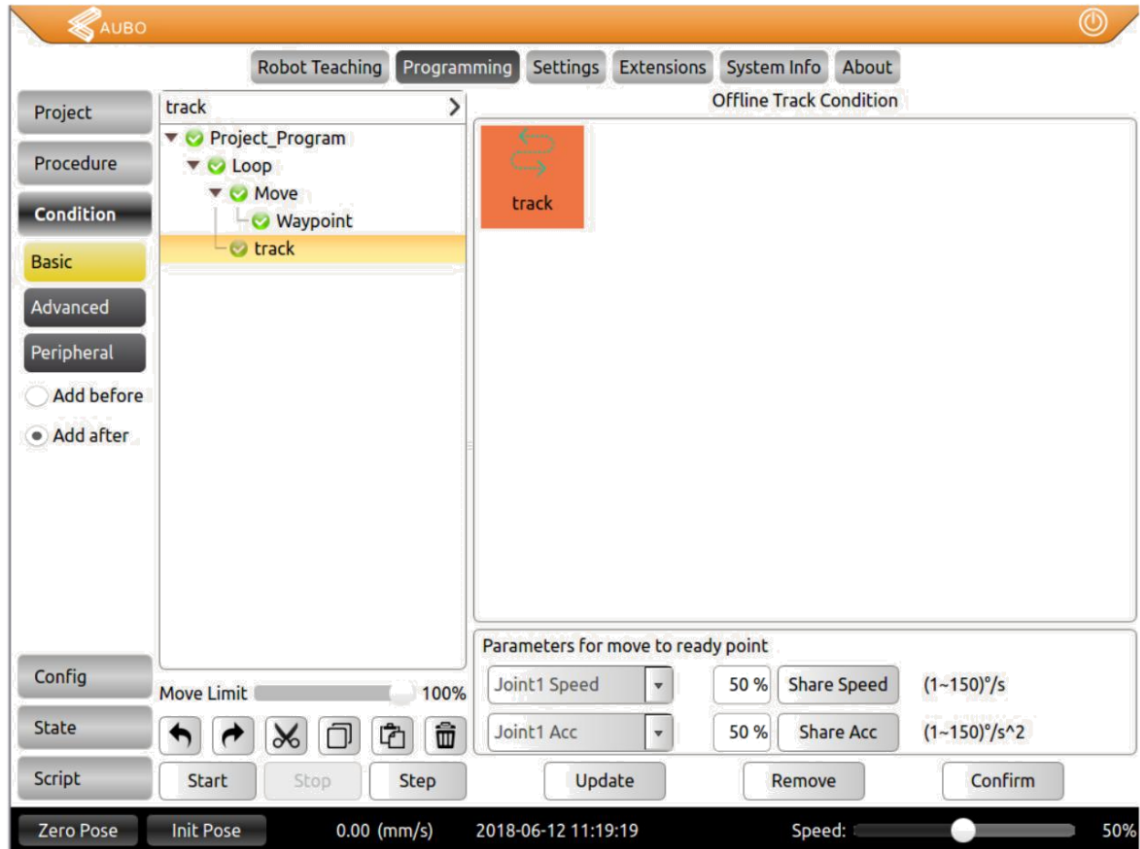 AUBO
Robot Teaching Programming Settings Extensions System Info About
Project
Procedure
Condition
Basic
Advanced
Peripheral
Add before
Add after
Config
State
Script
track
Project_Program
Loop
Move
Waypoint
track
Move Limit 100%
Start Stop Step
Offline Track Condition
track
Parameters for move to ready point
Joint1 Speed 50 % Share Speed (1~150)°/s
Joint1 Acc 50 % Share Acc (1~150)°/s^2
Update Remove Confirm
Zero Pose Init Pose 0.00 (mm/s) 2018-06-12 11:19:19 Speed: 50%